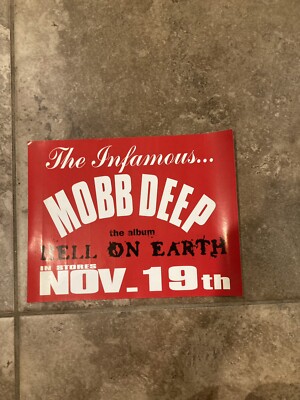 The Infamous...
MOBB DEEP
the album
HELL ON EARTH
IN STORES
NOV. 19th